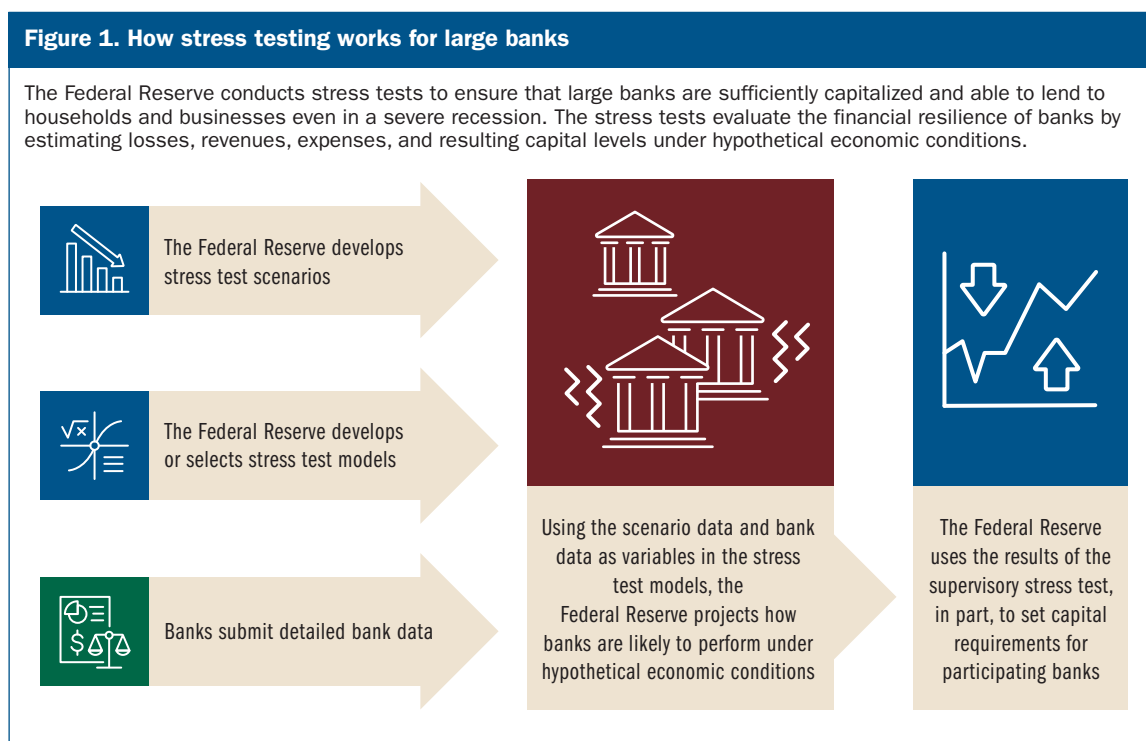 Figure 1. How stress testing works for large banks
The Federal Reserve conducts stress tests to ensure that large banks are sufficiently capitalized and able to lend to
households and businesses even in a severe recession. The stress tests evaluate the financial resilience of banks by
estimating losses, revenues, expenses, and resulting capital levels under hypothetical economic conditions.
The Federal Reserve develops
stress test scenarios
√x
The Federal Reserve develops
or selects stress test models
$
Banks submit detailed bank data
Using the scenario data and bank
data as variables in the stress
test models, the
Federal Reserve projects how
banks are likely to perform under
hypothetical economic conditions
The Federal Reserve
uses the results of the
supervisory stress test,
in part, to set capital
requirements for
participating banks